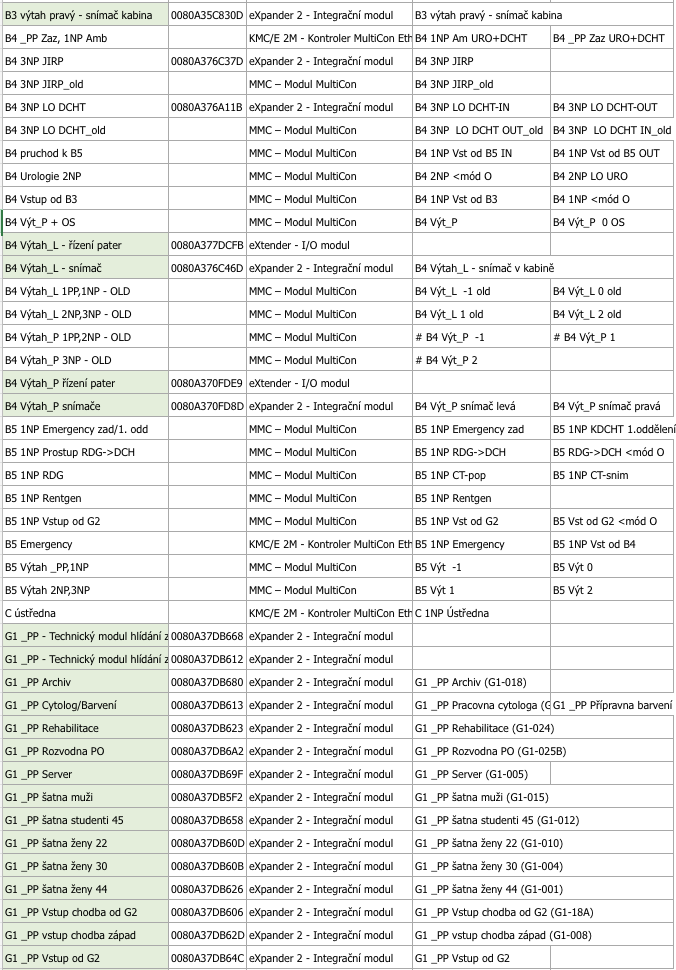 B3 výtah pravý - snímač kabina 0080A35C830D eXpander 2 - Integrační modul B3 výtah pravý - snímač kabina
B4 _PP Zaz, 1NP Amb KMC/E 2M - Kontroler MultiCon Eth B4 1NP Am URO+DCHT B4 _PP Zaz URO+DCHT
B4 3NP JIRP 0080A376C37D eXpander 2 - Integrační modul B4 3NP JIRP
B4 3NP JIRP_old MMC – Modul MultiCon B4 3NP JIRP_old
B4 3NP LO DCHT 0080A376A11B eXpander 2 - Integrační modul B4 3NP LO DCHT-IN B4 3NP LO DCHT-OUT
B4 3NP LO DCHT_old MMC – Modul MultiCon B4 3NP  LO DCHT OUT_old B4 3NP  LO DCHT IN_old
B4 pruchod k B5 MMC – Modul MultiCon B4 1NP Vst od B5 IN B4 1NP Vst od B5 OUT
B4 Urologie 2NP MMC – Modul MultiCon B4 2NP <mód O B4 2NP LO URO
B4 Vstup od B3 MMC – Modul MultiCon B4 1NP Vst od B3 B4 1NP <mód O
B4 Výt_P + OS MMC – Modul MultiCon B4 Výt_P B4 Výt_P  0 OS
B4 Výtah_L - řízení pater 0080A377DCFB eXtender - I/O modul
B4 Výtah_L - snímač 0080A376C46D eXpander 2 - Integrační modul B4 Výtah_L - snímač v kabině
B4 Výtah_L 1PP,1NP - OLD MMC – Modul MultiCon B4 Výt_L  -1 old B4 Výt_L 0 old
B4 Výtah_L 2NP,3NP - OLD MMC – Modul MultiCon B4 Výt_L 1 old B4 Výt_L 2 old
B4 Výtah_P 1PP,2NP - OLD MMC – Modul MultiCon # B4 Výt_P  -1 # B4 Výt_P 1
B4 Výtah_P 3NP - OLD MMC – Modul MultiCon # B4 Výt_P 2
B4 Výtah_P řízení pater 0080A370FDE9 eXtender - I/O modul
B4 Výtah_P snímače 0080A370FD8D eXpander 2 - Integrační modul B4 Výt_P snímač levá B4 Výt_P snímač pravá
B5 1NP Emergency zad/1. odd MMC – Modul MultiCon B5 1NP Emergency zad B5 1NP KDCHT 1.oddělení
B5 1NP Prostup RDG->DCH MMC – Modul MultiCon B5 1NP RDG->DCH B5 RDG->DCH <mód O
B5 1NP RDG MMC – Modul MultiCon B5 1NP CT-pop B5 1NP CT-snim
B5 1NP Rentgen MMC – Modul MultiCon B5 1NP Rentgen
B5 1NP Vstup od G2 MMC – Modul MultiCon B5 1NP Vst od G2 B5 Vst od G2 <mód O
B5 Emergency KMC/E 2M - Kontroler MultiCon Eth B5 1NP Emergency B5 1NP Vst od B4
B5 Výtah _PP,1NP MMC – Modul MultiCon B5 Výt  -1 B5 Výt 0
B5 Výtah 2NP,3NP MMC – Modul MultiCon B5 Výt 1 B5 Výt 2
C ústředna KMC/E 2M - Kontroler MultiCon Eth C 1NP Ústředna
G1 _PP - Technický modul hlídání z 0080A37DB668 eXpander 2 - Integrační modul
G1 _PP - Technický modul hlídání z 0080A37DB612 eXpander 2 - Integrační modul
G1 _PP Archiv 0080A37DB680 eXpander 2 - Integrační modul G1 _PP Archiv (G1-018)
G1 _PP Cytolog/Barvení 0080A37DB613 eXpander 2 - Integrační modul G1 _PP Pracovna cytologa (G G1 _PP Přípravna barvení
G1 _PP Rehabilitace 0080A37DB623 eXpander 2 - Integrační modul G1 _PP Rehabilitace (G1-024)
G1 _PP Rozvodna PO 0080A37DB6A2 eXpander 2 - Integrační modul G1 _PP Rozvodna PO (G1-025B)
G1 _PP Server 0080A37DB69F eXpander 2 - Integrační modul G1 _PP Server (G1-005)
G1 _PP šatna muži 0080A37DB5F2 eXpander 2 - Integrační modul G1 _PP šatna muži (G1-015)
G1 _PP šatna studenti 45 0080A37DB658 eXpander 2 - Integrační modul G1 _PP šatna studenti 45 (G1-012)
G1 _PP šatna ženy 22 0080A37DB60D eXpander 2 - Integrační modul G1 _PP šatna ženy 22 (G1-010)
G1 _PP šatna ženy 30 0080A37DB60B eXpander 2 - Integrační modul G1 _PP šatna ženy 30 (G1-004)
G1 _PP šatna ženy 44 0080A37DB626 eXpander 2 - Integrační modul G1 _PP šatna ženy 44 (G1-001)
G1 _PP Vstup chodba od G2 0080A37DB606 eXpander 2 - Integrační modul G1 _PP Vstup chodba od G2 (G1-18A)
G1 _PP vstup chodba západ 0080A37DB62D eXpander 2 - Integrační modul G1 _PP vstup chodba západ (G1-008)
G1 _PP Vstup od G2 0080A37DB64C eXpander 2 - Integrační modul G1 _PP Vstup od G2